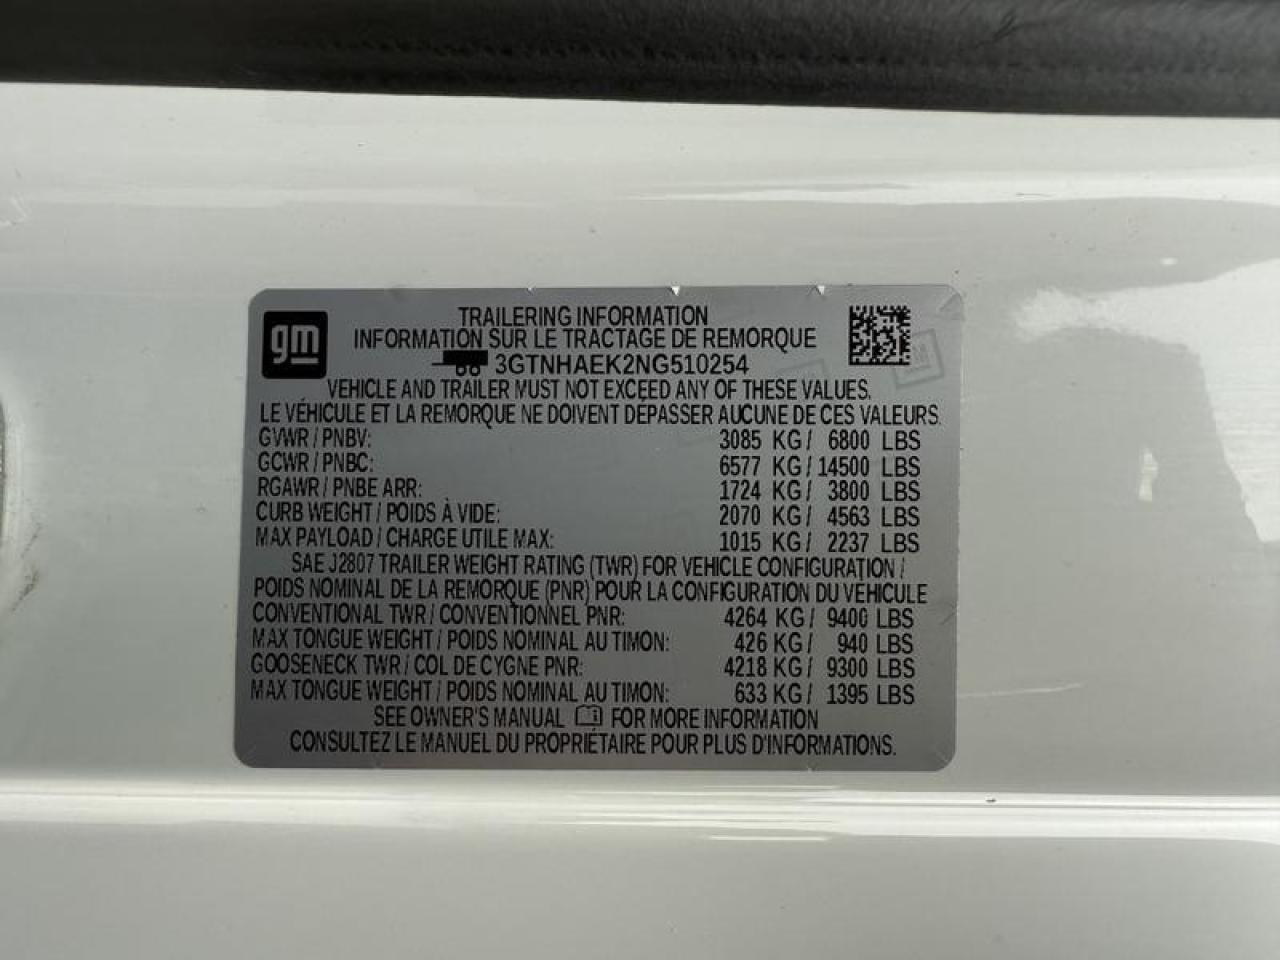 gm
TRAILERING INFORMATION
INFORMATION SUR LE TRACTAGE DE REMORQUE
3GTNHAEK2NG510254
VEHICLE AND TRAILER MUST NOT EXCEED ANY OF THESE VALUES.
LE VÉHICULE ET LA REMORQUE NE DOIVENT DÉPASSER AUCUNE DE CES VALEURS.
GVWR / PNBV: 3085 KG / 6800 LBS
GCWR / PNBC: 6577 KG / 14500 LBS
RGAWR / PNBE ARR: 1724 KG / 3800 LBS
CURB WEIGHT / POIDS À VIDE: 2070 KG / 4563 LBS
MAX PAYLOAD / CHARGE UTILE MAX: 1015 KG / 2237 LBS
SAE J2807 TRAILER WEIGHT RATING (TWR) FOR VEHICLE CONFIGURATION /
POIDS NOMINAL DE LA REMORQUE (PNR) POUR LA CONFIGURATION DU VÉHICULE
CONVENTIONAL TWR / CONVENTIONNEL PNR: 4264 KG / 9400 LBS
MAX TONGUE WEIGHT / POIDS NOMINAL AU TIMON: 426 KG / 940 LBS
GOOSENECK TWR / COL DE CYGNE PNR: 4218 KG / 9300 LBS
MAX TONGUE WEIGHT / POIDS NOMINAL AU TIMON: 633 KG / 1395 LBS
SEE OWNER'S MANUAL FOR MORE INFORMATION
CONSULTEZ LE MANUEL DU PROPRIÉTAIRE POUR PLUS D'INFORMATIONS.